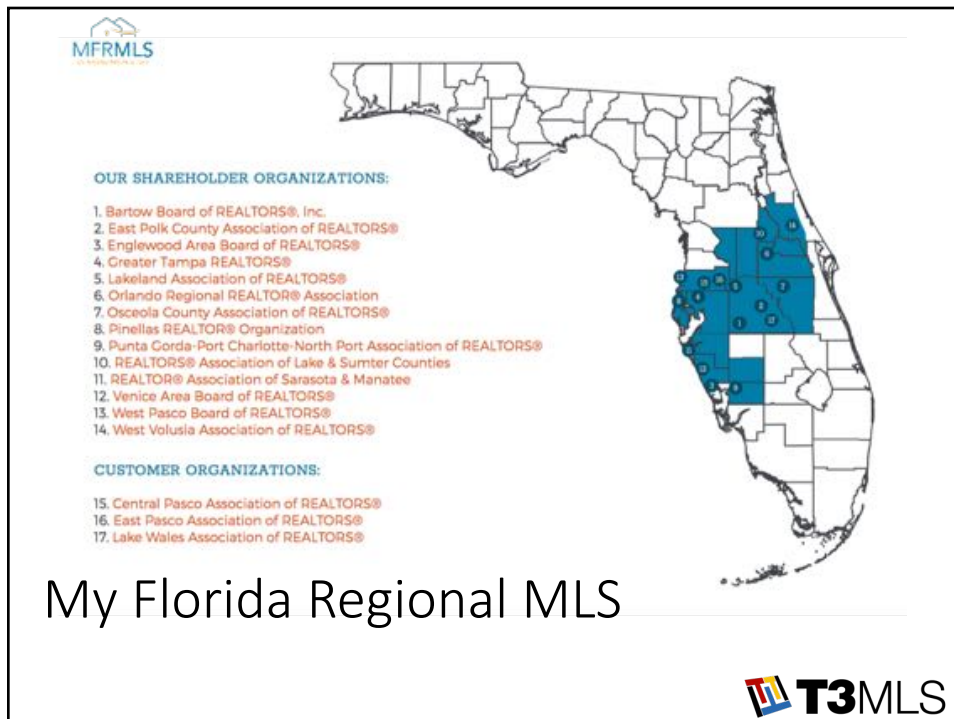 MFRMLS
OUR SHAREHOLDER ORGANIZATIONS:
1. Bartow Board of REALTORS®, Inc.
2. East Polk County Association of REALTORS®
3. Englewood Area Board of REALTORS®
4. Greater Tampa REALTORS®
5. Lakeland Association of REALTORS®
6. Orlando Regional REALTOR® Association
7. Osceola County Association of REALTORS®
8. Pinellas REALTOR® Organization
9. Punta Gorda-Port Charlotte-North Port Association of REALTORS®
10. REALTORS® Association of Lake & Sumter Counties
11. REALTOR® Association of Sarasota & Manatee
12. Venice Area Board of REALTORS®
13. West Pasco Board of REALTORS®
14. West Volusia Association of REALTORS®
CUSTOMER ORGANIZATIONS:
15. Central Pasco Association of REALTORS®
16. East Pasco Association of REALTORS®
17. Lake Wales Association of REALTORS®
My Florida Regional MLS
T3MLS